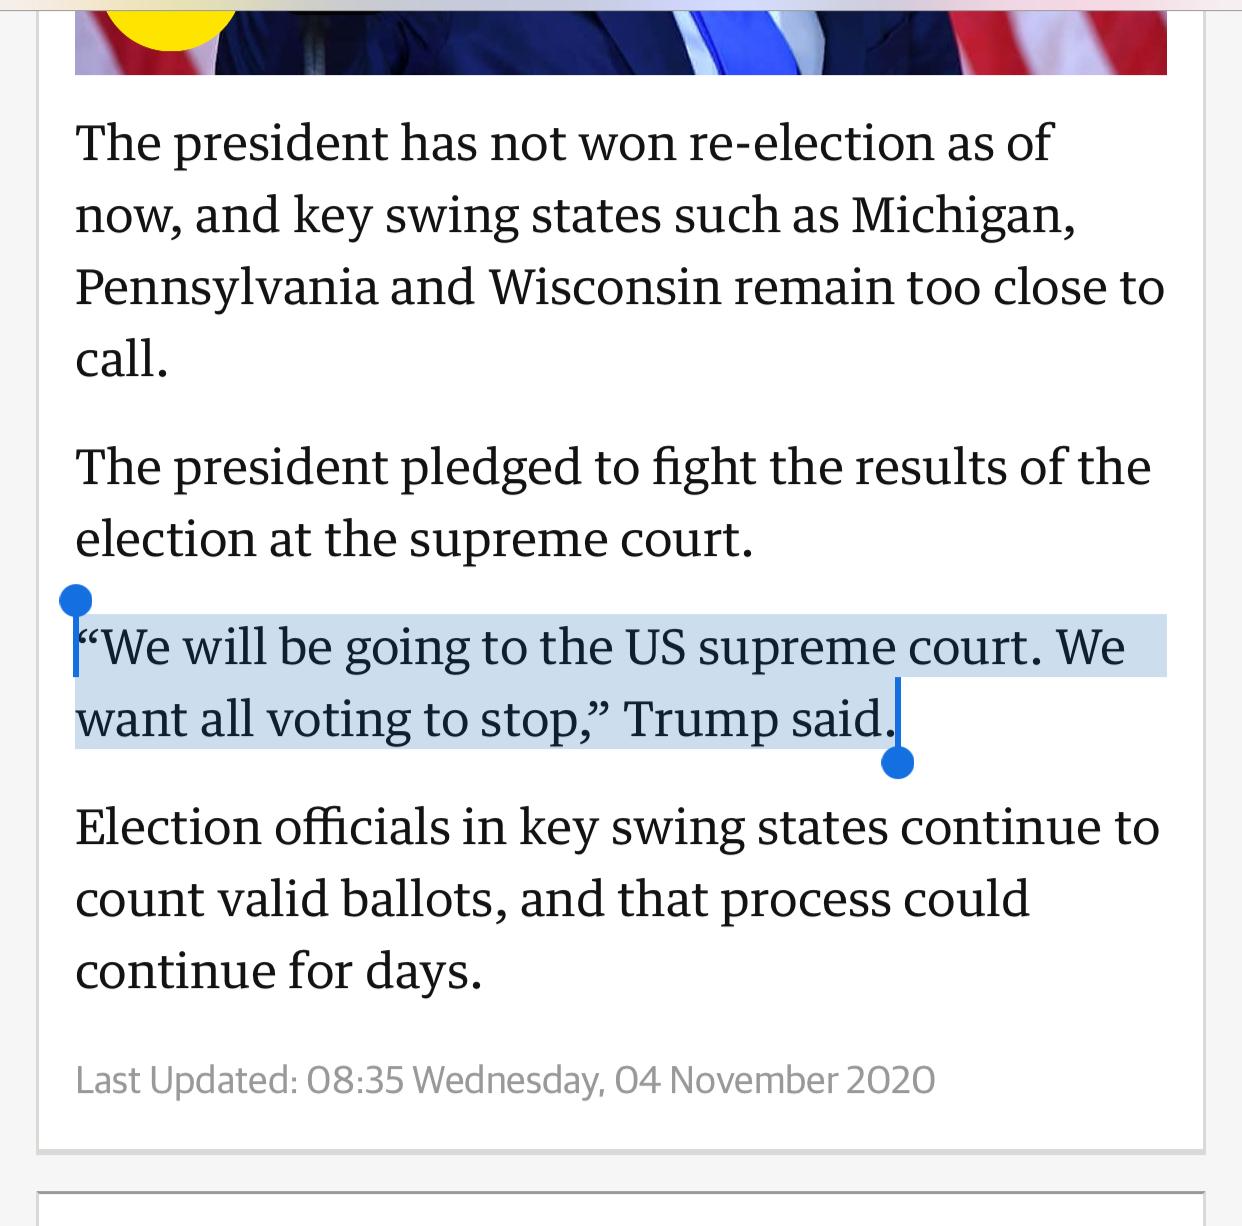 The president has not won re-election as of
now, and key swing states such as Michigan,
Pennsylvania and Wisconsin remain too close to
call.
The president pledged to fight the results of the
election at the supreme court.
“We will be going to the US supreme court. We
want all voting to stop,” Trump said.
Election officials in key swing states continue to
count valid ballots, and that process could
continue for days.
Last Updated: 08:35 Wednesday, 04 November 2020